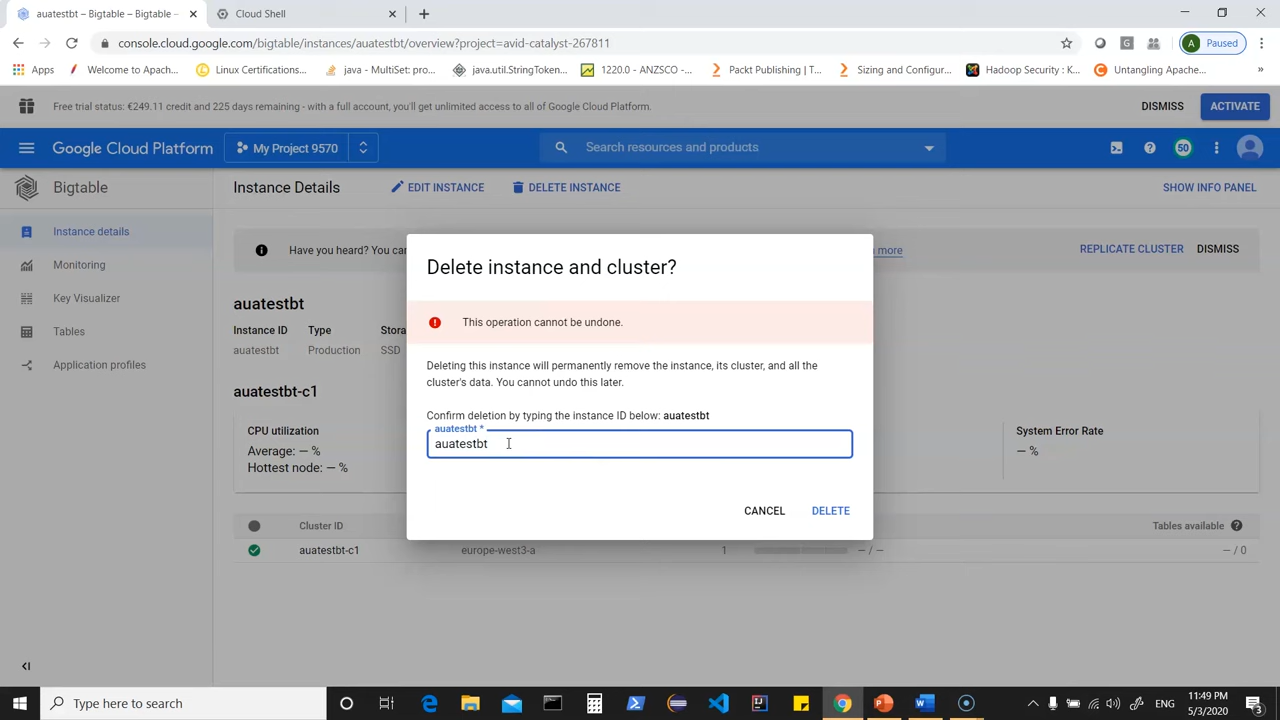 auatestbt – Bigtable – Bigtable –
Cloud Shell
console.cloud.google.com/bigtable/instances/auatestbt/overview?project=avid-catalyst-267811
A
Paused
Apps
Welcome to Apach...
Linux Certifications...
java - MultiSet: pro...
java.util.StringToken...
1220.0 - ANZSCO -...
Packt Publishing | T...
Sizing and Configur...
Hadoop Security : K...
Untangling Apache...
Free trial status: €249.11 credit and 225 days remaining - with a full account, you'll get unlimited access to all of Google Cloud Platform.
DISMISS
ACTIVATE
Google Cloud Platform
My Project 9570
Search resources and products
50
Bigtable
Instance Details
EDIT INSTANCE
DELETE INSTANCE
SHOW INFO PANEL
Instance details
Monitoring
Key Visualizer
Tables
Application profiles
Have you heard? You car
n more
REPLICATE CLUSTER
DISMISS
auatestbt
Instance ID
Type
Stora
auatestbt
Production
SSD
auatestbt-c1
CPU utilization
Average: — %
Hottest node: — %
System Error Rate
— %
Cluster ID
Tables available
auatestbt-c1
europe-west3-a
1
— / —
— / 0
Delete instance and cluster?
This operation cannot be undone.
Deleting this instance will permanently remove the instance, its cluster, and all the
cluster's data. You cannot undo this later.
Confirm deletion by typing the instance ID below: auatestbt
auatestbt *
auatestbt
CANCEL
DELETE
Type here to search
ENG
11:49 PM
5/3/2020
3